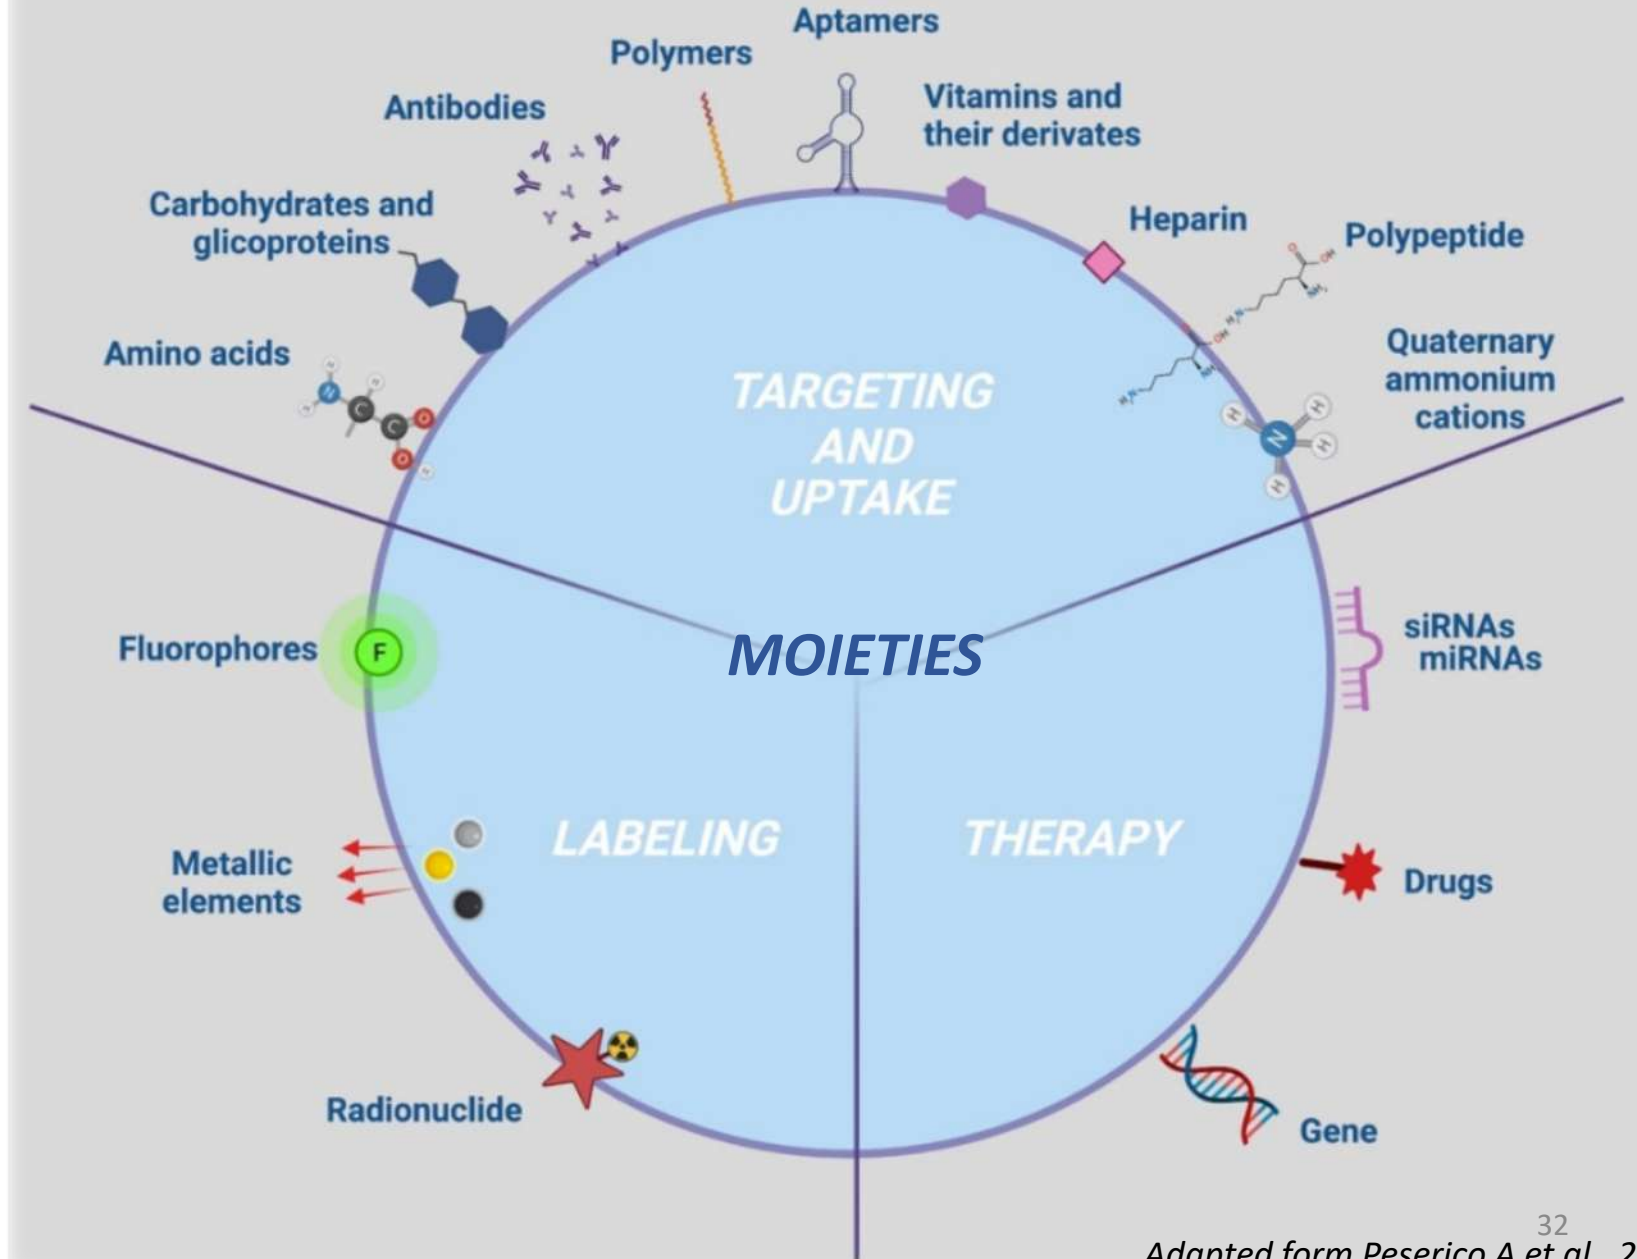 Aptamers
Polymers
Antibodies
Vitamins and
their derivates
Carbohydrates and
glicoproteins
Heparin
Polypeptide
Amino acids
Quaternary
ammonium
cations
TARGETING
AND
UPTAKE
MOIETIES
Fluorophores
F
siRNAs
miRNAs
LABELING
THERAPY
Metallic
elements
Drugs
Radionuclide
Gene
32
Adapted form Peserico A et al., 2